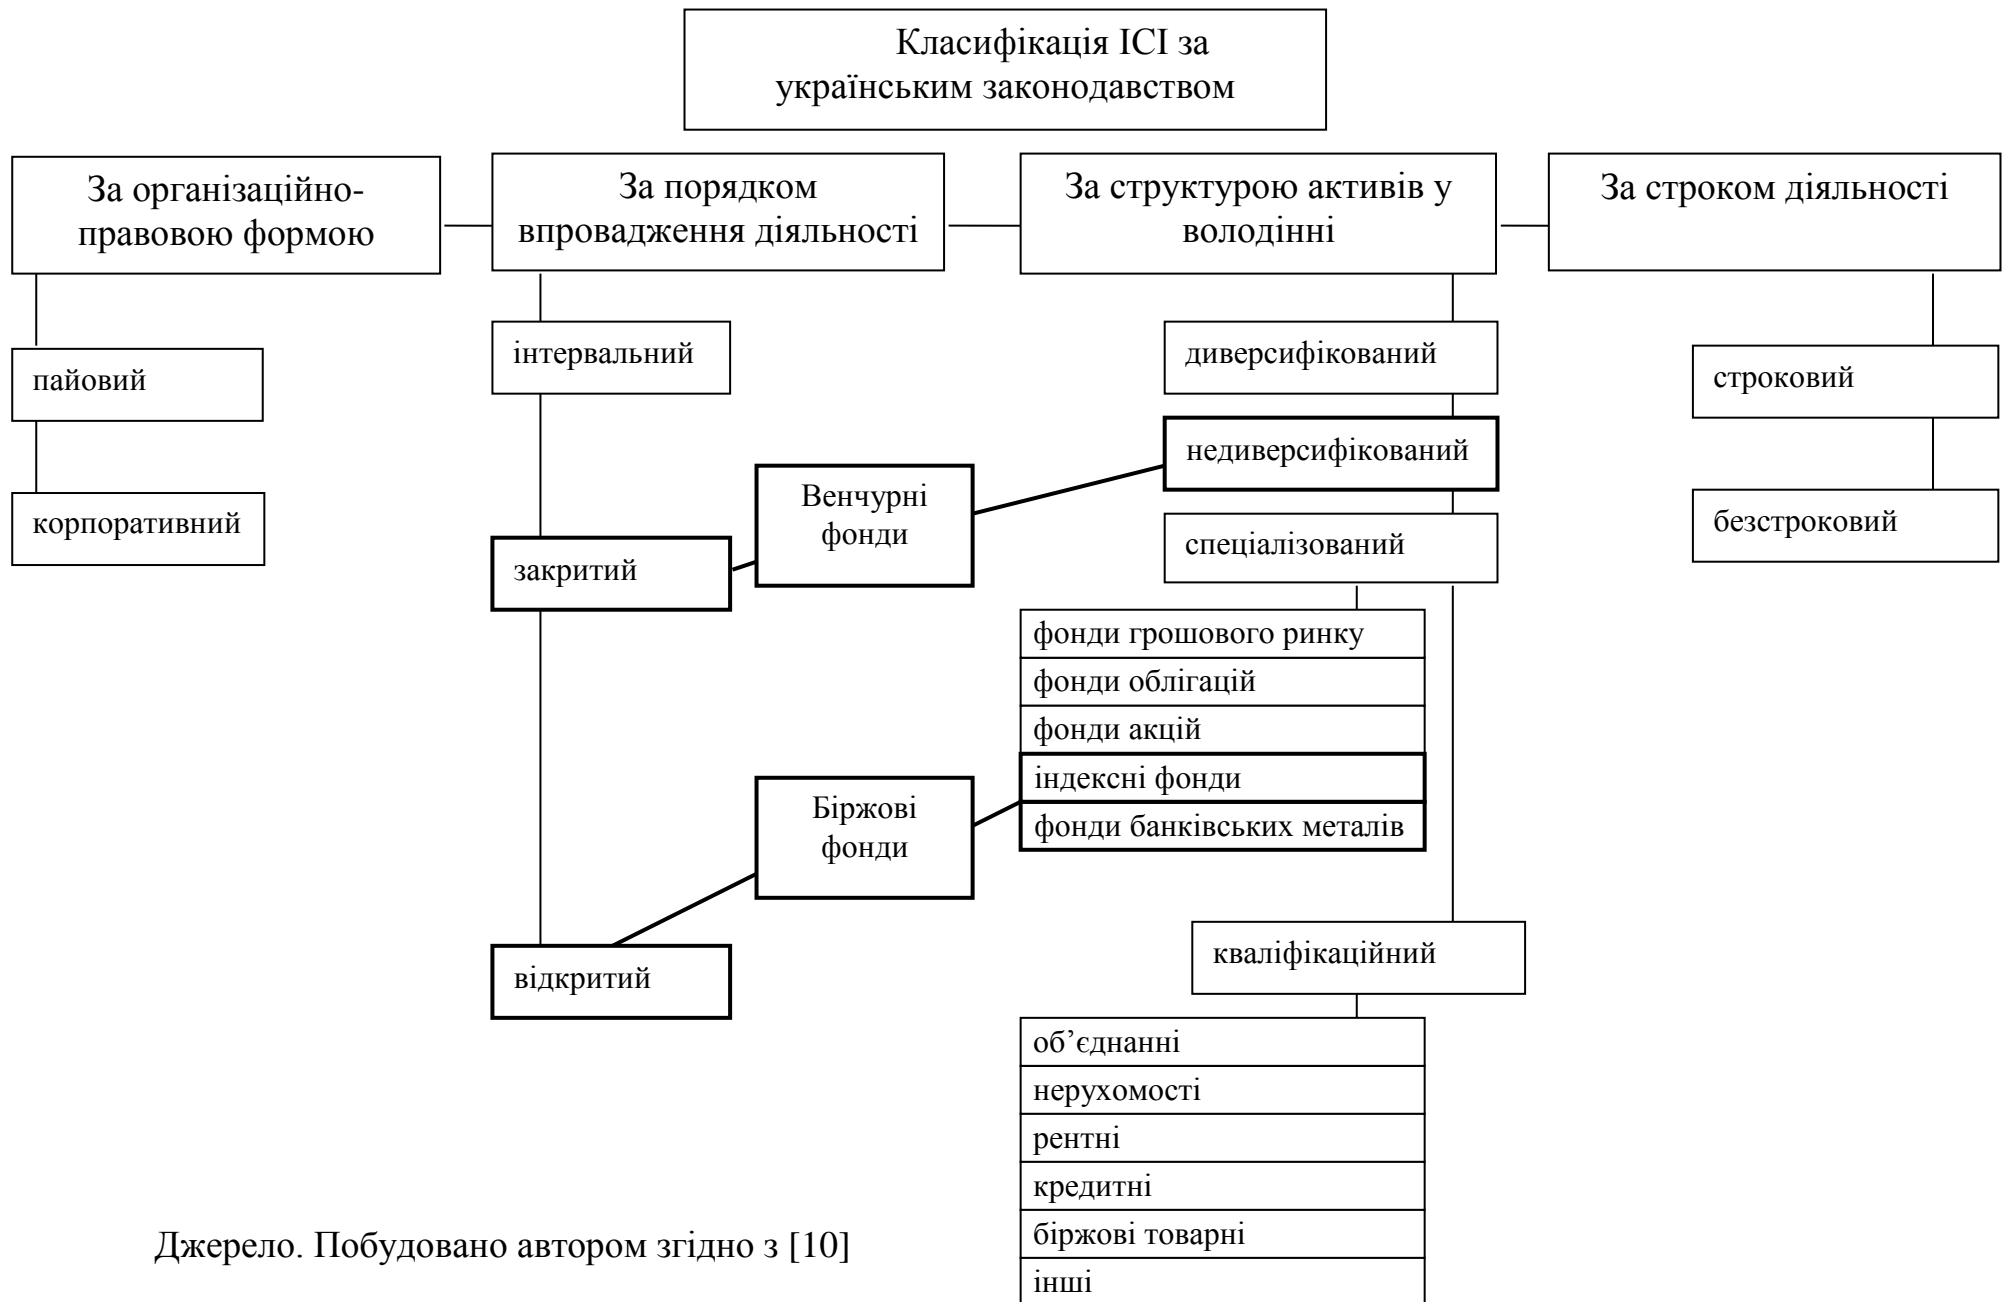 Класифікація ІСІ за
українським законодавством
За організаційно-
правовою формою
За порядком
впровадження діяльності
За структурою активів у
володінні
За строком діяльності
пайовий
корпоративний
інтервальний
закритий
відкритий
Венчурні
фонди
Біржові
фонди
диверсифікований
недиверсифікований
спеціалізований
фонди грошового ринку
фонди облігацій
фонди акцій
індексні фонди
фонди банківських металів
кваліфікаційний
об’єднанні
нерухомості
рентні
кредитні
біржові товарні
інші
строковий
безстроковий
Джерело. Побудовано автором згідно з [10]